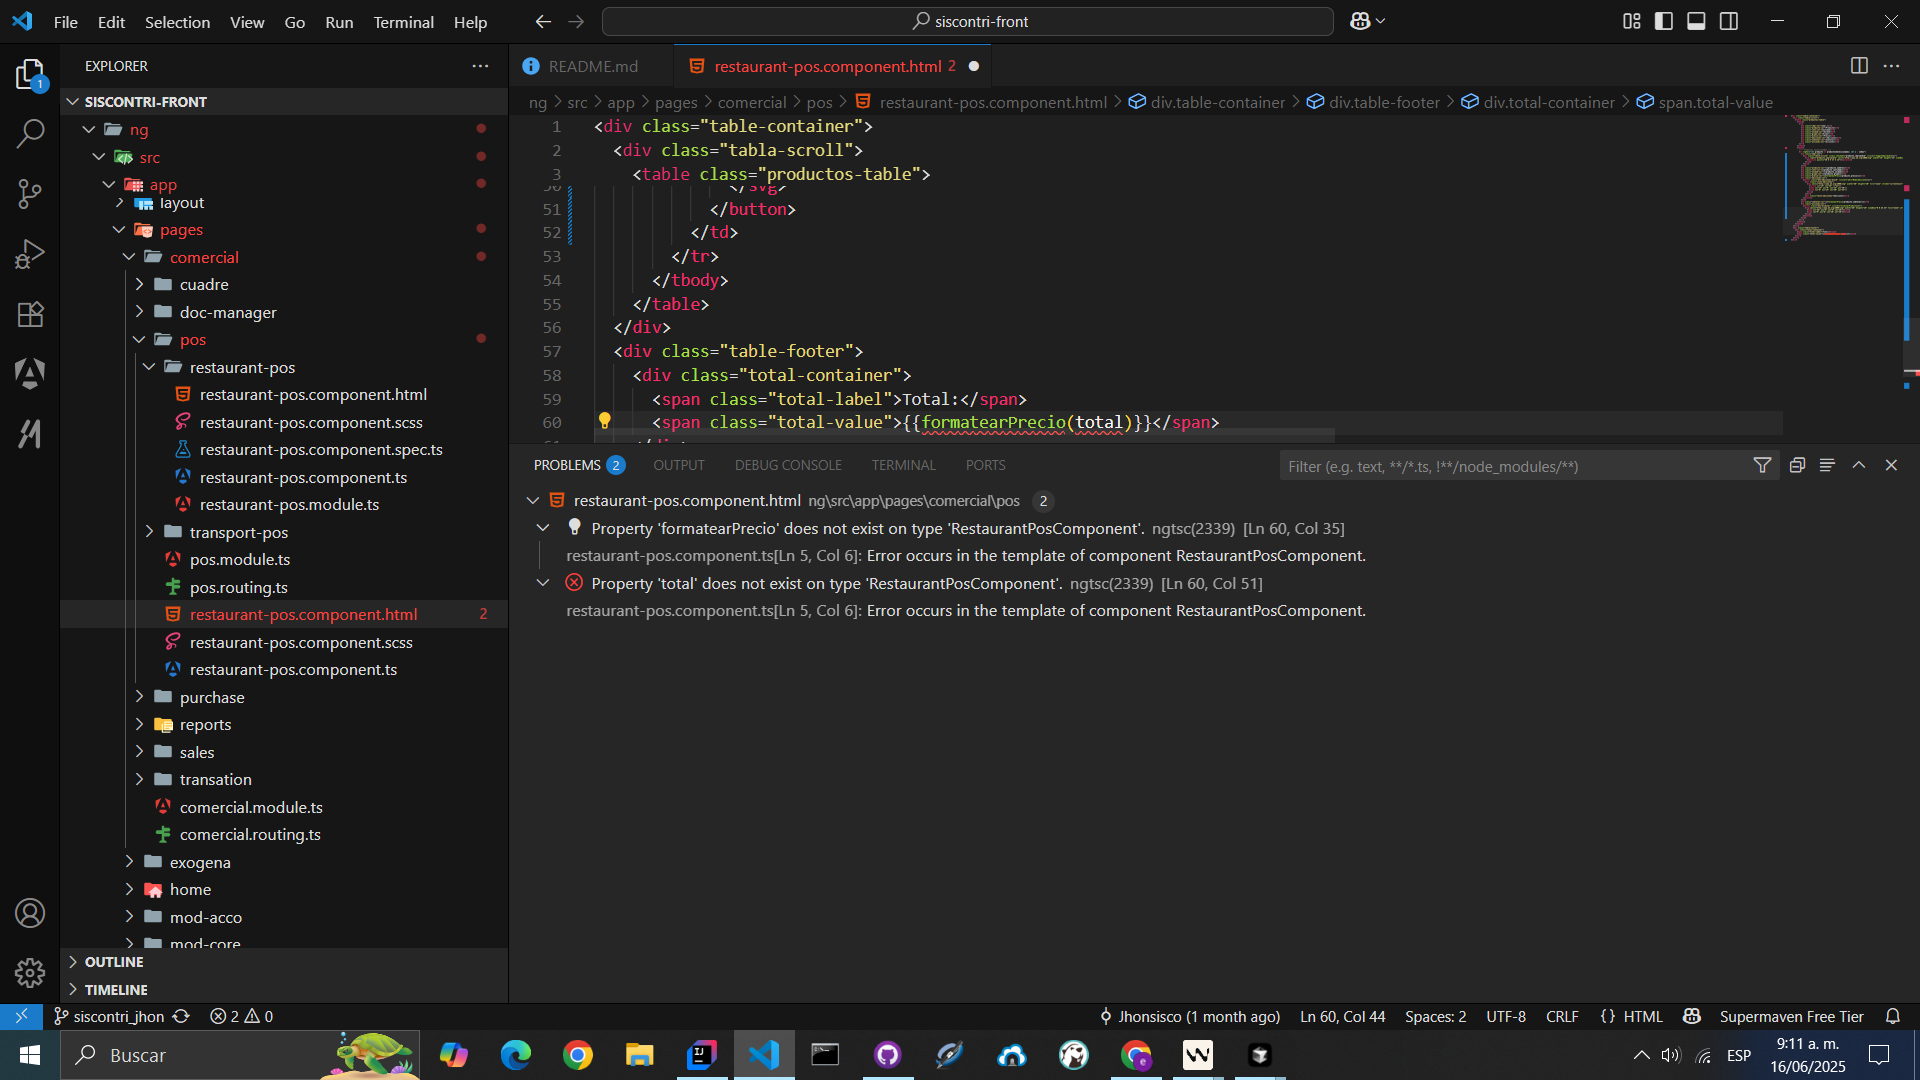 File Edit Selection View Go Run Terminal Help
siscontri-front
EXPLORER
SISCONTRI-FRONT
ng
src
app
layout
pages
comercial
cuadre
doc-manager
pos
restaurant-pos
restaurant-pos.component.html
restaurant-pos.component.scss
restaurant-pos.component.spec.ts
restaurant-pos.component.ts
restaurant-pos.module.ts
transport-pos
pos.module.ts
pos.routing.ts
restaurant-pos.component.html 2
restaurant-pos.component.scss
restaurant-pos.component.ts
purchase
reports
sales
transation
comercial.module.ts
comercial.routing.ts
exogena
home
mod-acco
mod-core
OUTLINE
TIMELINE
1
README.md
restaurant-pos.component.html 2
ng > src > app > pages > comercial > pos > restaurant-pos.component.html > div.table-container > div.table-footer > div.total-container > span.total-value
1 <div class="table-container">
2 <div class="tabla-scroll">
3 <table class="productos-table">
50 </svg>
51 </button>
52 </td>
53 </tr>
54 </tbody>
55 </table>
56 </div>
57 <div class="table-footer">
58 <div class="total-container">
59 <span class="total-label">Total:</span>
60 <span class="total-value">{{formatearPrecio(total)}}</span>
61 </div>
PROBLEMS 2 OUTPUT DEBUG CONSOLE TERMINAL PORTS
Filter (e.g. text, **/*.ts, !**/node_modules/**)
restaurant-pos.component.html ng\src\app\pages\comercial\pos 2
Property 'formatearPrecio' does not exist on type 'RestaurantPosComponent'. ngtsc(2339) [Ln 60, Col 35]
restaurant-pos.component.ts[Ln 5, Col 6]: Error occurs in the template of component RestaurantPosComponent.
Property 'total' does not exist on type 'RestaurantPosComponent'. ngtsc(2339) [Ln 60, Col 51]
restaurant-pos.component.ts[Ln 5, Col 6]: Error occurs in the template of component RestaurantPosComponent.
siscontri_jhon 2 0
Jhonsisco (1 month ago) Ln 60, Col 44 Spaces: 2 UTF-8 CRLF {} HTML Supermaven Free Tier
Buscar
ESP
9:11 a. m.
16/06/2025